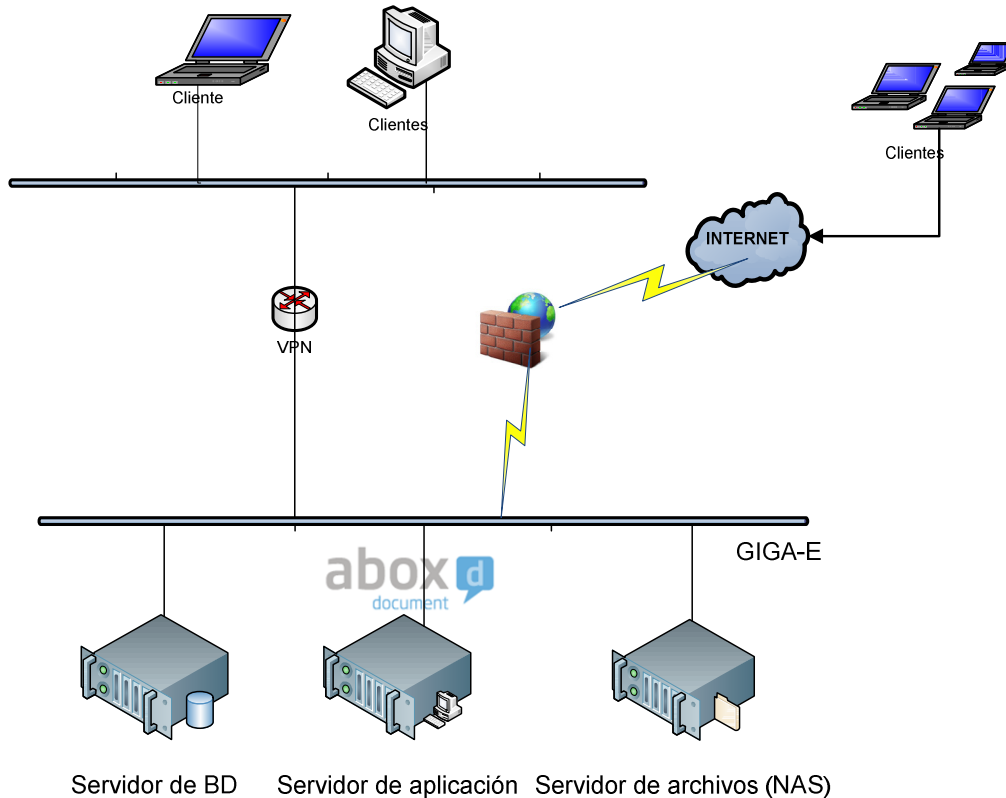 Cliente
Clientes
Clientes
INTERNET
VPN
GIGA-E
abox d
document
Servidor de BD
Servidor de aplicación
Servidor de archivos (NAS)